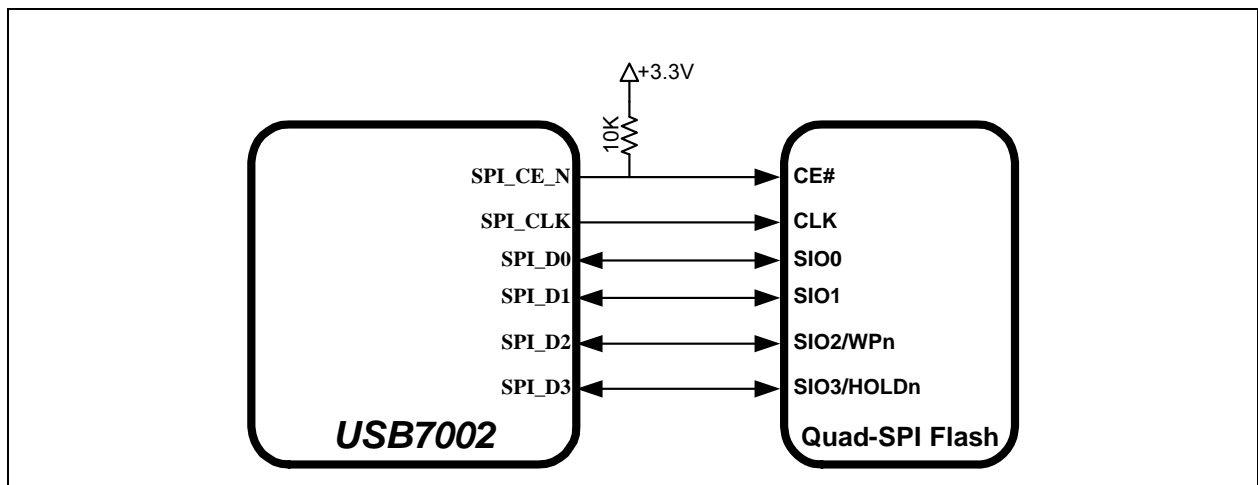 +3.3V
10K
SPI_CE_N CE#
SPI_CLK CLK
SPI_D0 SIO0
SPI_D1 SIO1
SPI_D2 SIO2/WPn
SPI_D3 SIO3/HOLDn
USB7002 Quad-SPI Flash